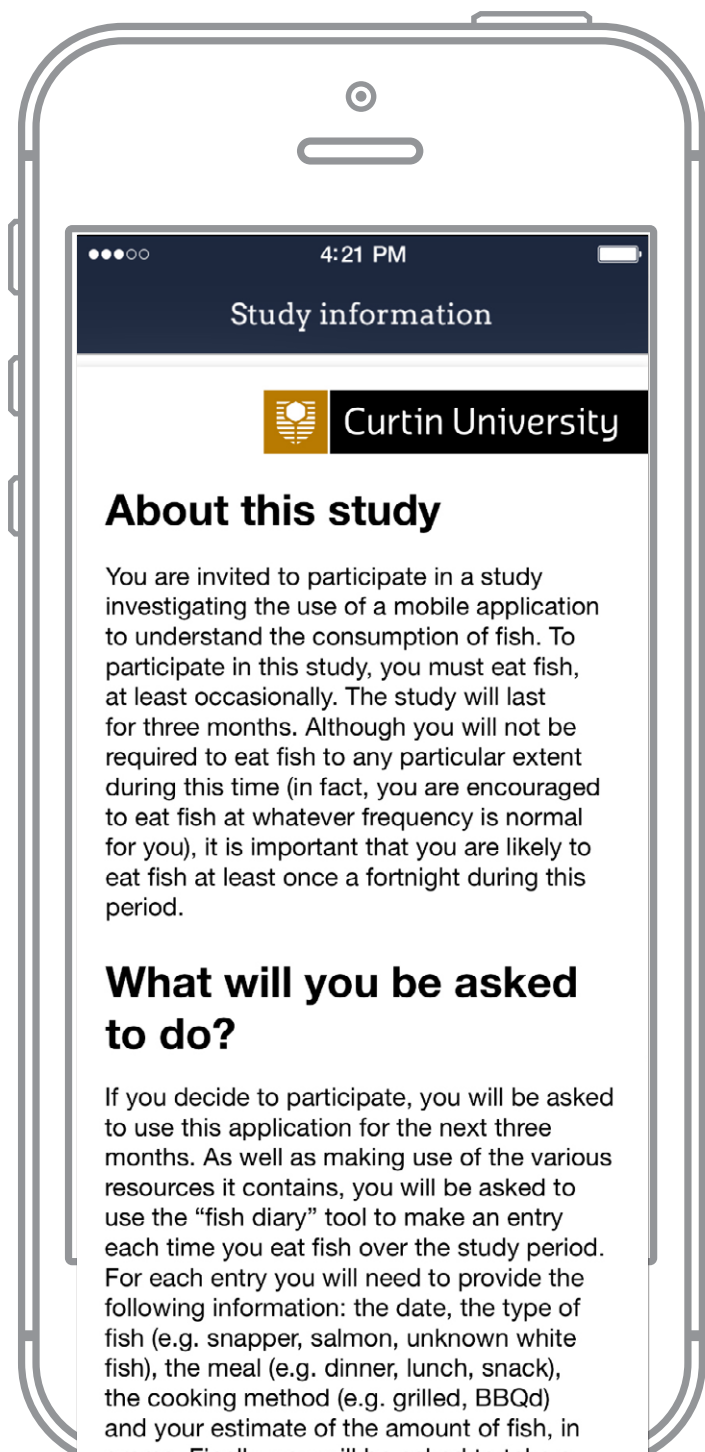 4:21 PM
Study information
Curtin University
About this study
You are invited to participate in a study
investigating the use of a mobile application
to understand the consumption of fish. To
participate in this study, you must eat fish,
at least occasionally. The study will last
for three months. Although you will not be
required to eat fish to any particular extent
during this time (in fact, you are encouraged
to eat fish at whatever frequency is normal
for you), it is important that you are likely to
eat fish at least once a fortnight during this
period.
What will you be asked
to do?
If you decide to participate, you will be asked
to use this application for the next three
months. As well as making use of the various
resources it contains, you will be asked to
use the “fish diary” tool to make an entry
each time you eat fish over the study period.
For each entry you will need to provide the
following information: the date, the type of
fish (e.g. snapper, salmon, unknown white
fish), the meal (e.g. dinner, lunch, snack),
the cooking method (e.g. grilled, BBQd)
and your estimate of the amount of fish, in